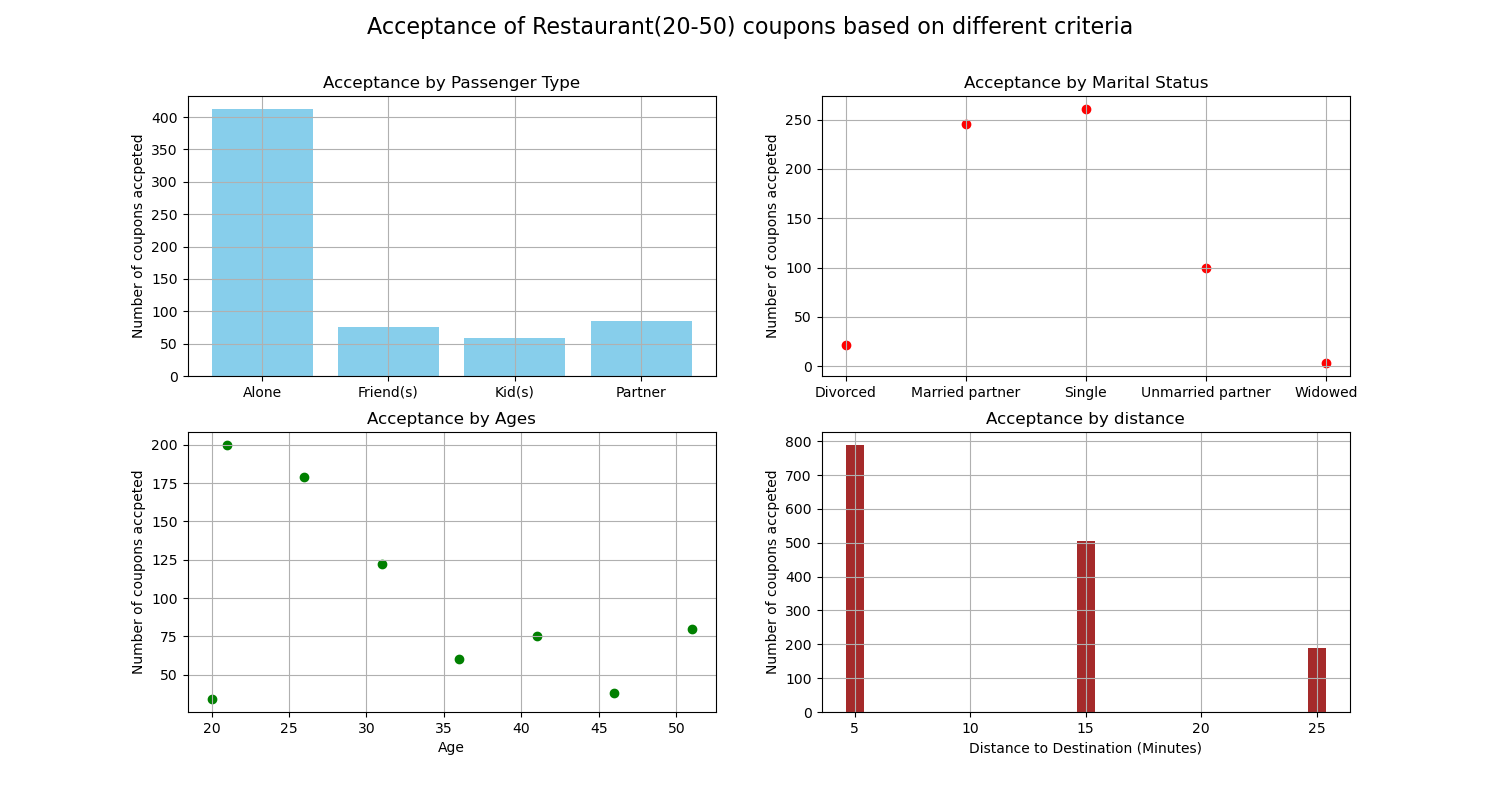 Acceptance of Restaurant(20-50) coupons based on different criteria
Acceptance by Passenger Type
Number of coupons accpeted
400
350
300
250
200
150
100
50
0
Alone
Friend(s)
Kid(s)
Partner
Acceptance by Marital Status
Number of coupons accpeted
250
200
150
100
50
0
Divorced
Married partner
Single
Unmarried partner
Widowed
Acceptance by Ages
Number of coupons accpeted
200
175
150
125
100
75
50
20
25
30
35
40
45
50
Age
Acceptance by distance
Number of coupons accpeted
800
700
600
500
400
300
200
100
0
5
10
15
20
25
Distance to Destination (Minutes)